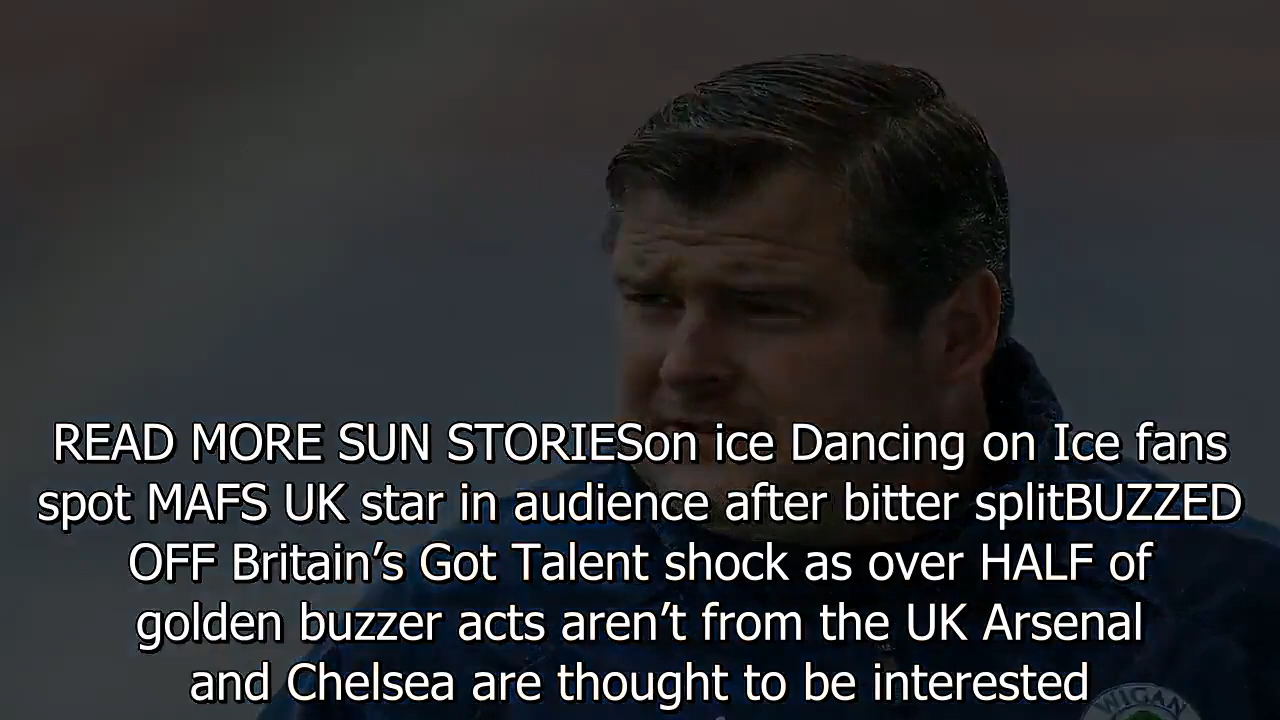 READ MORE SUN STORIESon ice Dancing on Ice fans
spot MAFS UK star in audience after bitter splitBUZZED
OFF Britain’s Got Talent shock as over HALF of
golden buzzer acts aren’t from the UK Arsenal
and Chelsea are thought to be interested
WIGAN